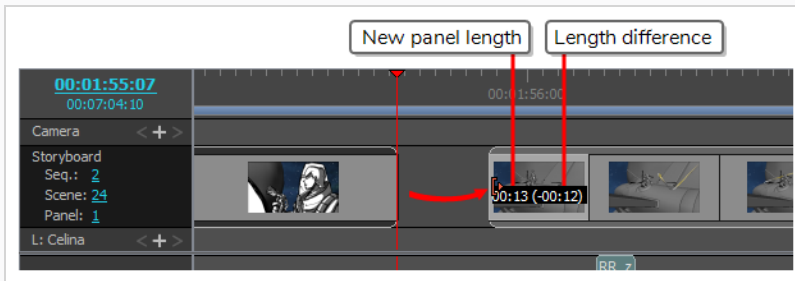 New panel length
Length difference
00:01:55:07
00:07:04:10
00:01:56:00
Camera < + >
Storyboard
Seq.: 2
Scene: 24
Panel: 1
00:13 (-00:12)
L: Celina < + >
RR_z